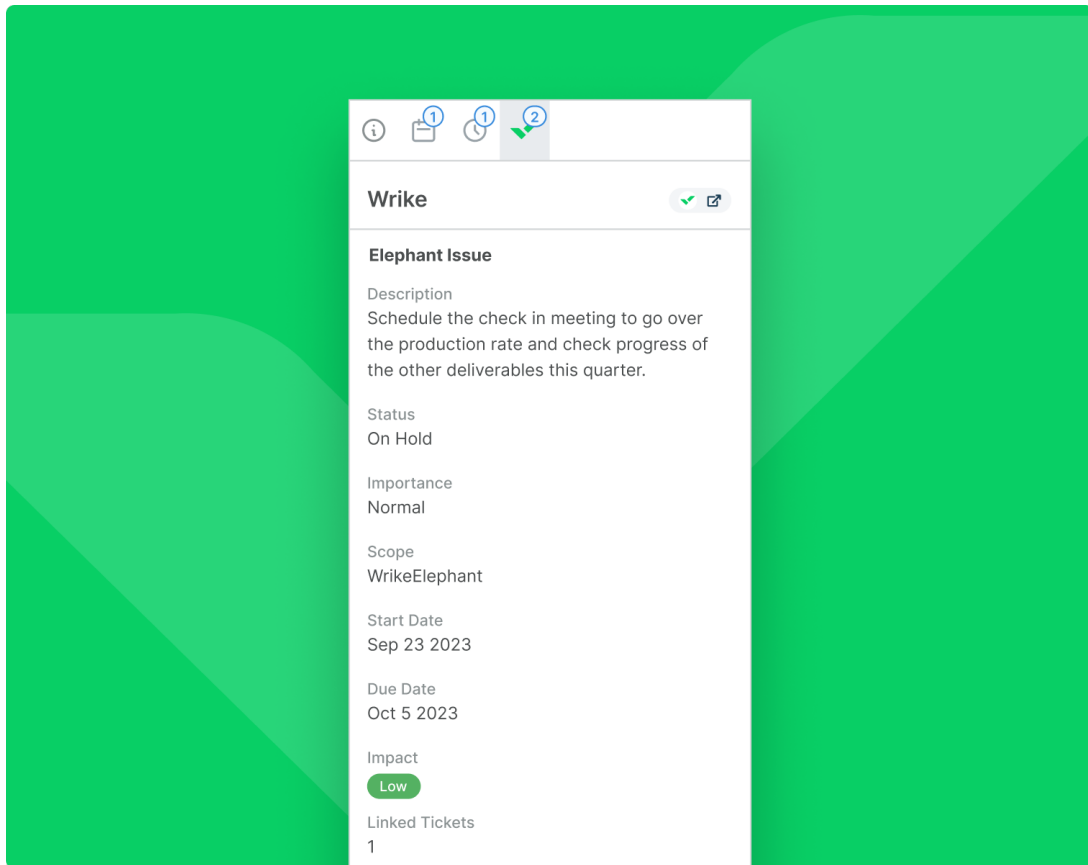 1
1
2
Wrike
Elephant Issue
Description
Schedule the check in meeting to go over
the production rate and check progress of
the other deliverables this quarter.
Status
On Hold
Importance
Normal
Scope
WrikeElephant
Start Date
Sep 23 2023
Due Date
Oct 5 2023
Impact
Low
Linked Tickets
1